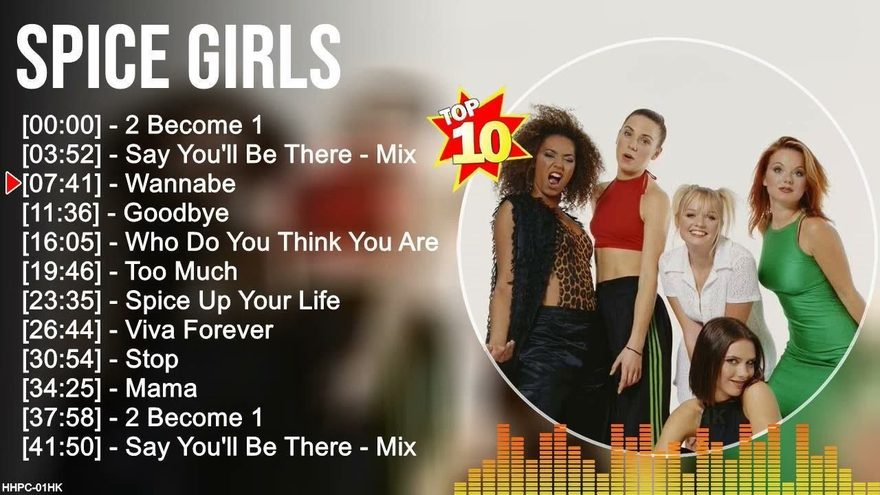 SPICE GIRLS
[00:00] - 2 Become 1
[03:52] - Say You'll Be There - Mix
[07:41] - Wannabe
[11:36] - Goodbye
[16:05] - Who Do You Think You Are
[19:46] - Too Much
[23:35] - Spice Up Your Life
[26:44] - Viva Forever
[30:54] - Stop
[34:25] - Mama
[37:58] - 2 Become 1
[41:50] - Say You'll Be There - Mix
TOP
10
HHPC-01HK